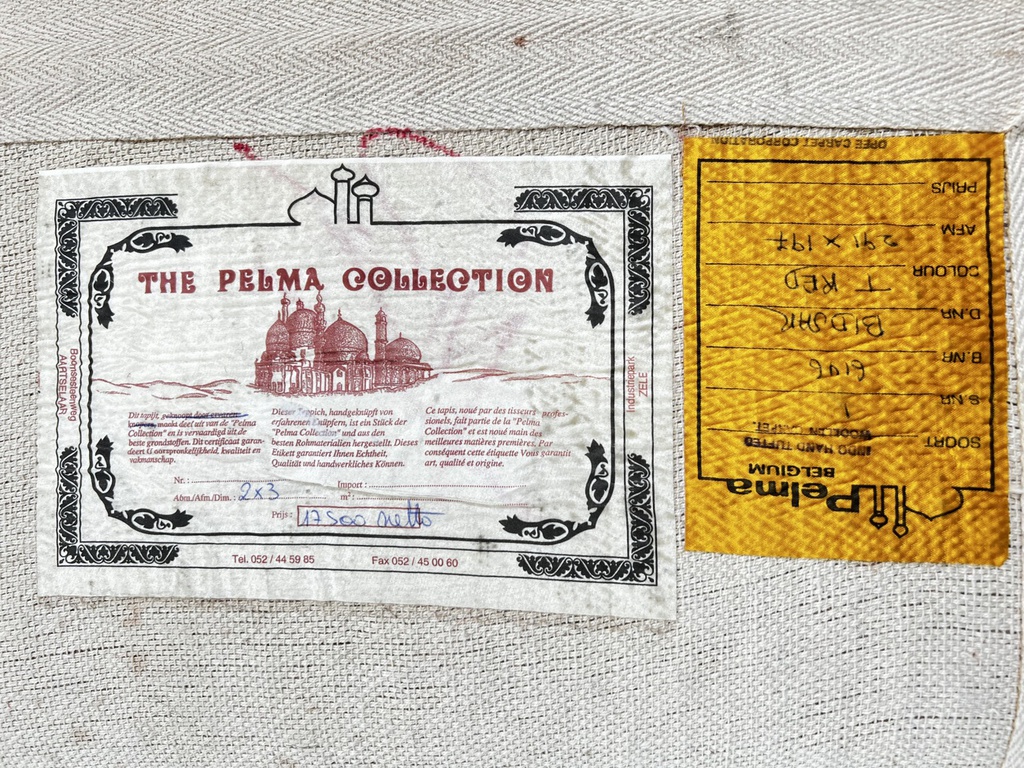 THE PELMA COLLECTION
Boomsesteenweg
AARTSELAAR
Industriepark
ZELE
Dit tapijt, geknoopt door ervaren
knopers, maakt deel uit van de "Pelma
Collection" en is vervaardigd uit de
beste grondstoffen. Dit certificaat garan-
deert U oorspronkelijkheid, kwaliteit en
vakmanschap.
Dieser Teppich, handgeknüpft von
erfahrenen Knüpfern, ist ein Stück der
"Pelma Collection" und aus den
besten Rohmaterialien hergestellt. Dieses
Etikett garantiert Ihnen Echtheit,
Qualität und handwerkliches Können.
Ce tapis, noué par des tisseurs profes-
sionels, fait partie de la "Pelma
Collection" et est noué main des
meilleures matières premières. Par
conséquent cette étiquette Vous garantit
art, qualité et origine.
Nr. : Import :
Abm./Afm./Dim. : 2x3 m² :
Prijs : 17500 netto
Tel. 052 / 44 59 85 Fax 052 / 45 00 60
Pelma
BELGIUM
INDO HAND TUFTED
WOOLLEN CARPET
SOORT
S.NR 1
B.NR 6106
D.NR BIDJAR
COLOUR T RED
AFM 291 x 197
PRIJS
OREE CARPET CORPORATION